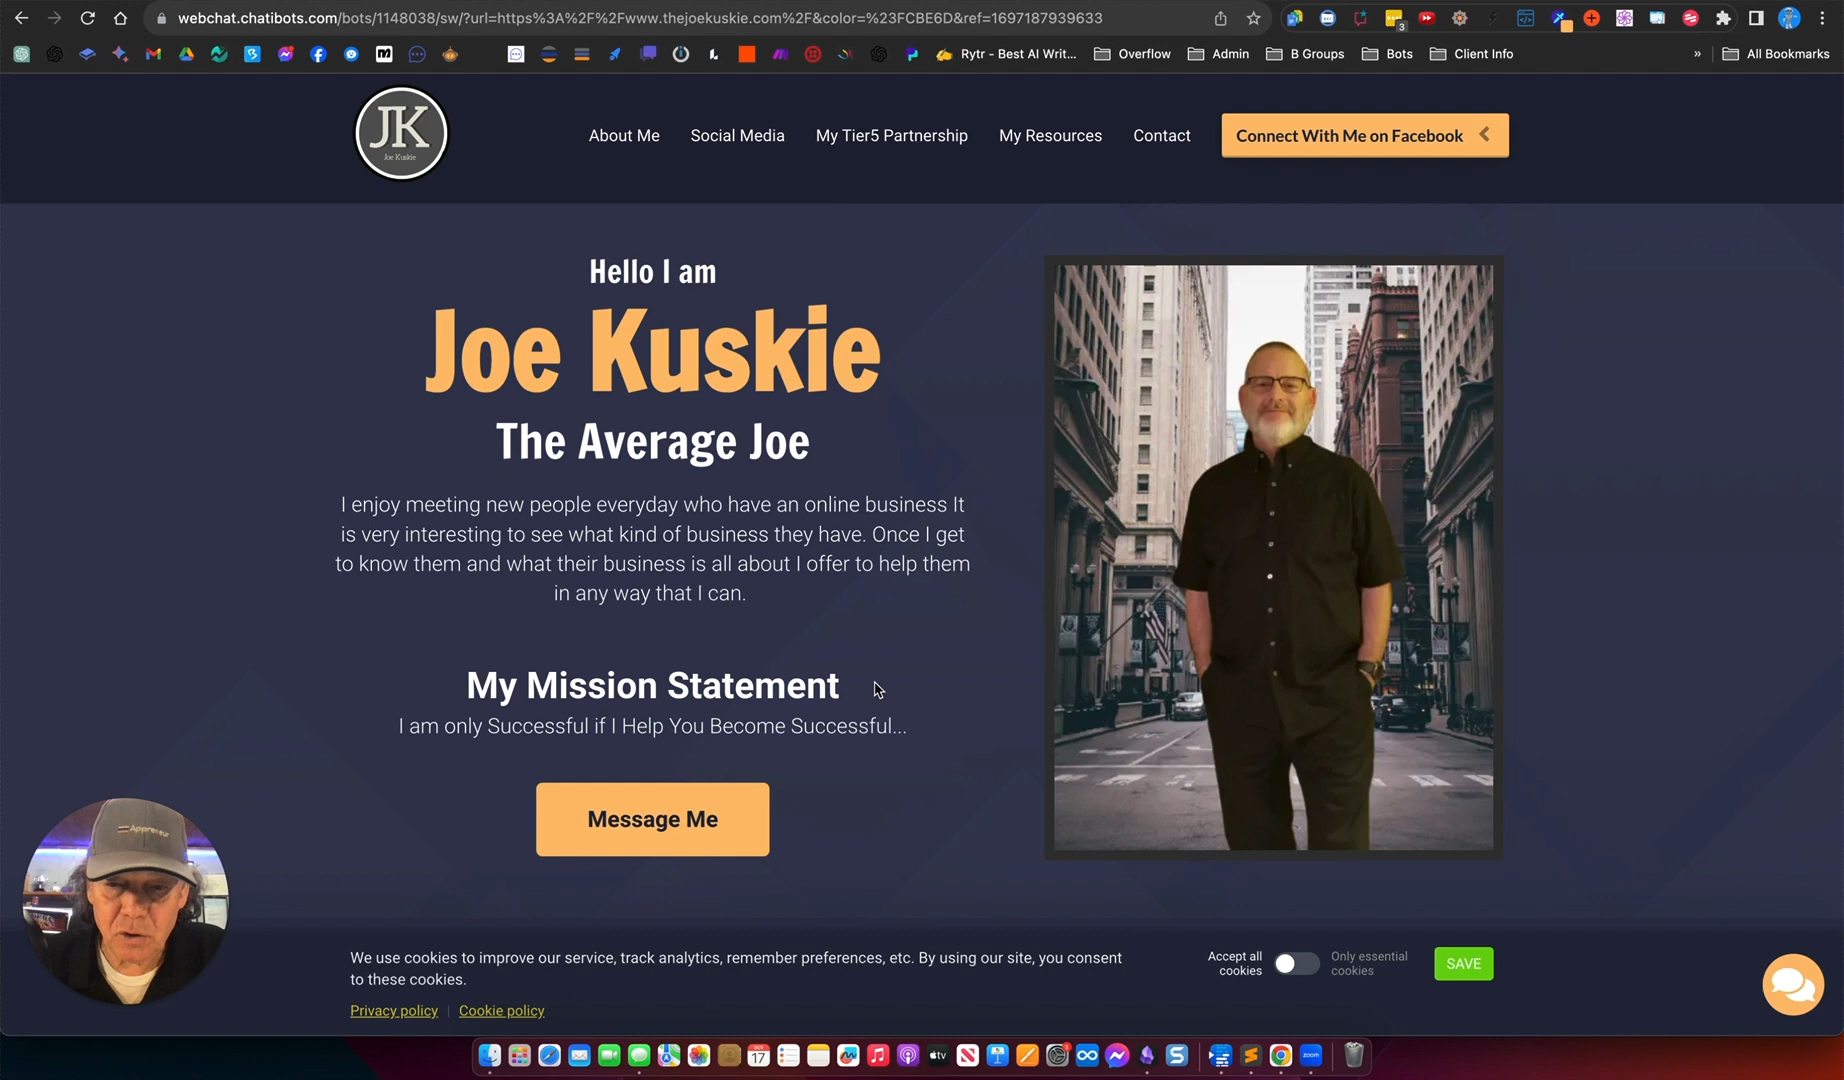 webchat.chatibots.com/bots/1148038/sw/?url=https%3A%2F%2Fwww.thejoekuskie.com%2F&color=%23FCBE6D&ref=1697187939633
3
Rytr - Best AI Writ...
Overflow
Admin
B Groups
Bots
Client Info
»
All Bookmarks
JK
Joe Kuskie
About Me
Social Media
My Tier5 Partnership
My Resources
Contact
Connect With Me on Facebook
Hello I am
Joe Kuskie
The Average Joe
I enjoy meeting new people everyday who have an online business It
is very interesting to see what kind of business they have. Once I get
to know them and what their business is all about I offer to help them
in any way that I can.
My Mission Statement
I am only Successful if I Help You Become Successful...
Message Me
Appreneur
We use cookies to improve our service, track analytics, remember preferences, etc. By using our site, you consent
to these cookies.
Privacy policy | Cookie policy
Accept all
cookies
Only essential
cookies
SAVE
OCT
17
tv
zoom